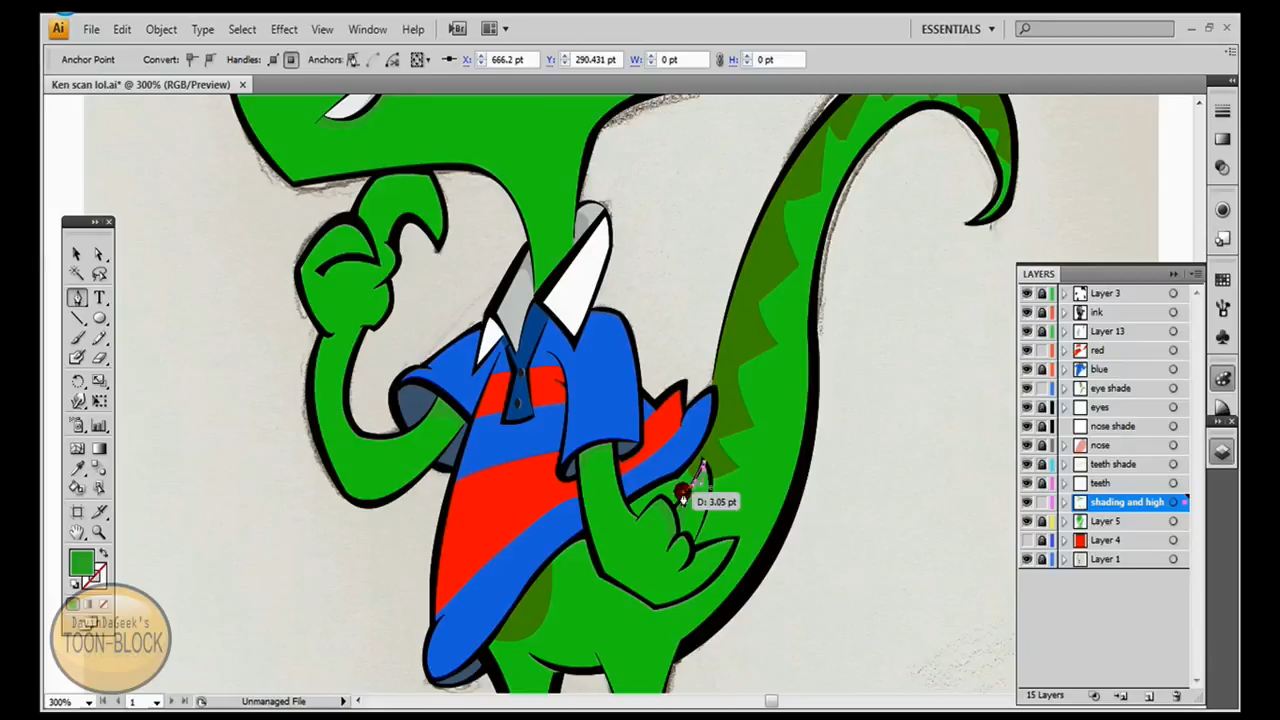 Ai File Edit Object Type Select Effect View Window Help Br ESSENTIALS
Anchor Point Convert: Handles: Anchors: X: 666.2 pt Y: 290.431 pt W: 0 pt H: 0 pt
Ken scan lol.ai* @ 300% (RGB/Preview)
LAYERS
Layer 3
ink
Layer 13
red
blue
eye shade
eyes
nose shade
nose
teeth shade
teeth
shading and high
Layer 5
Layer 4
Layer 1
15 Layers
D: 3.05 pt
T
DavinDaGeek's
TOON-BLOCK
300% 1 Unmanaged File